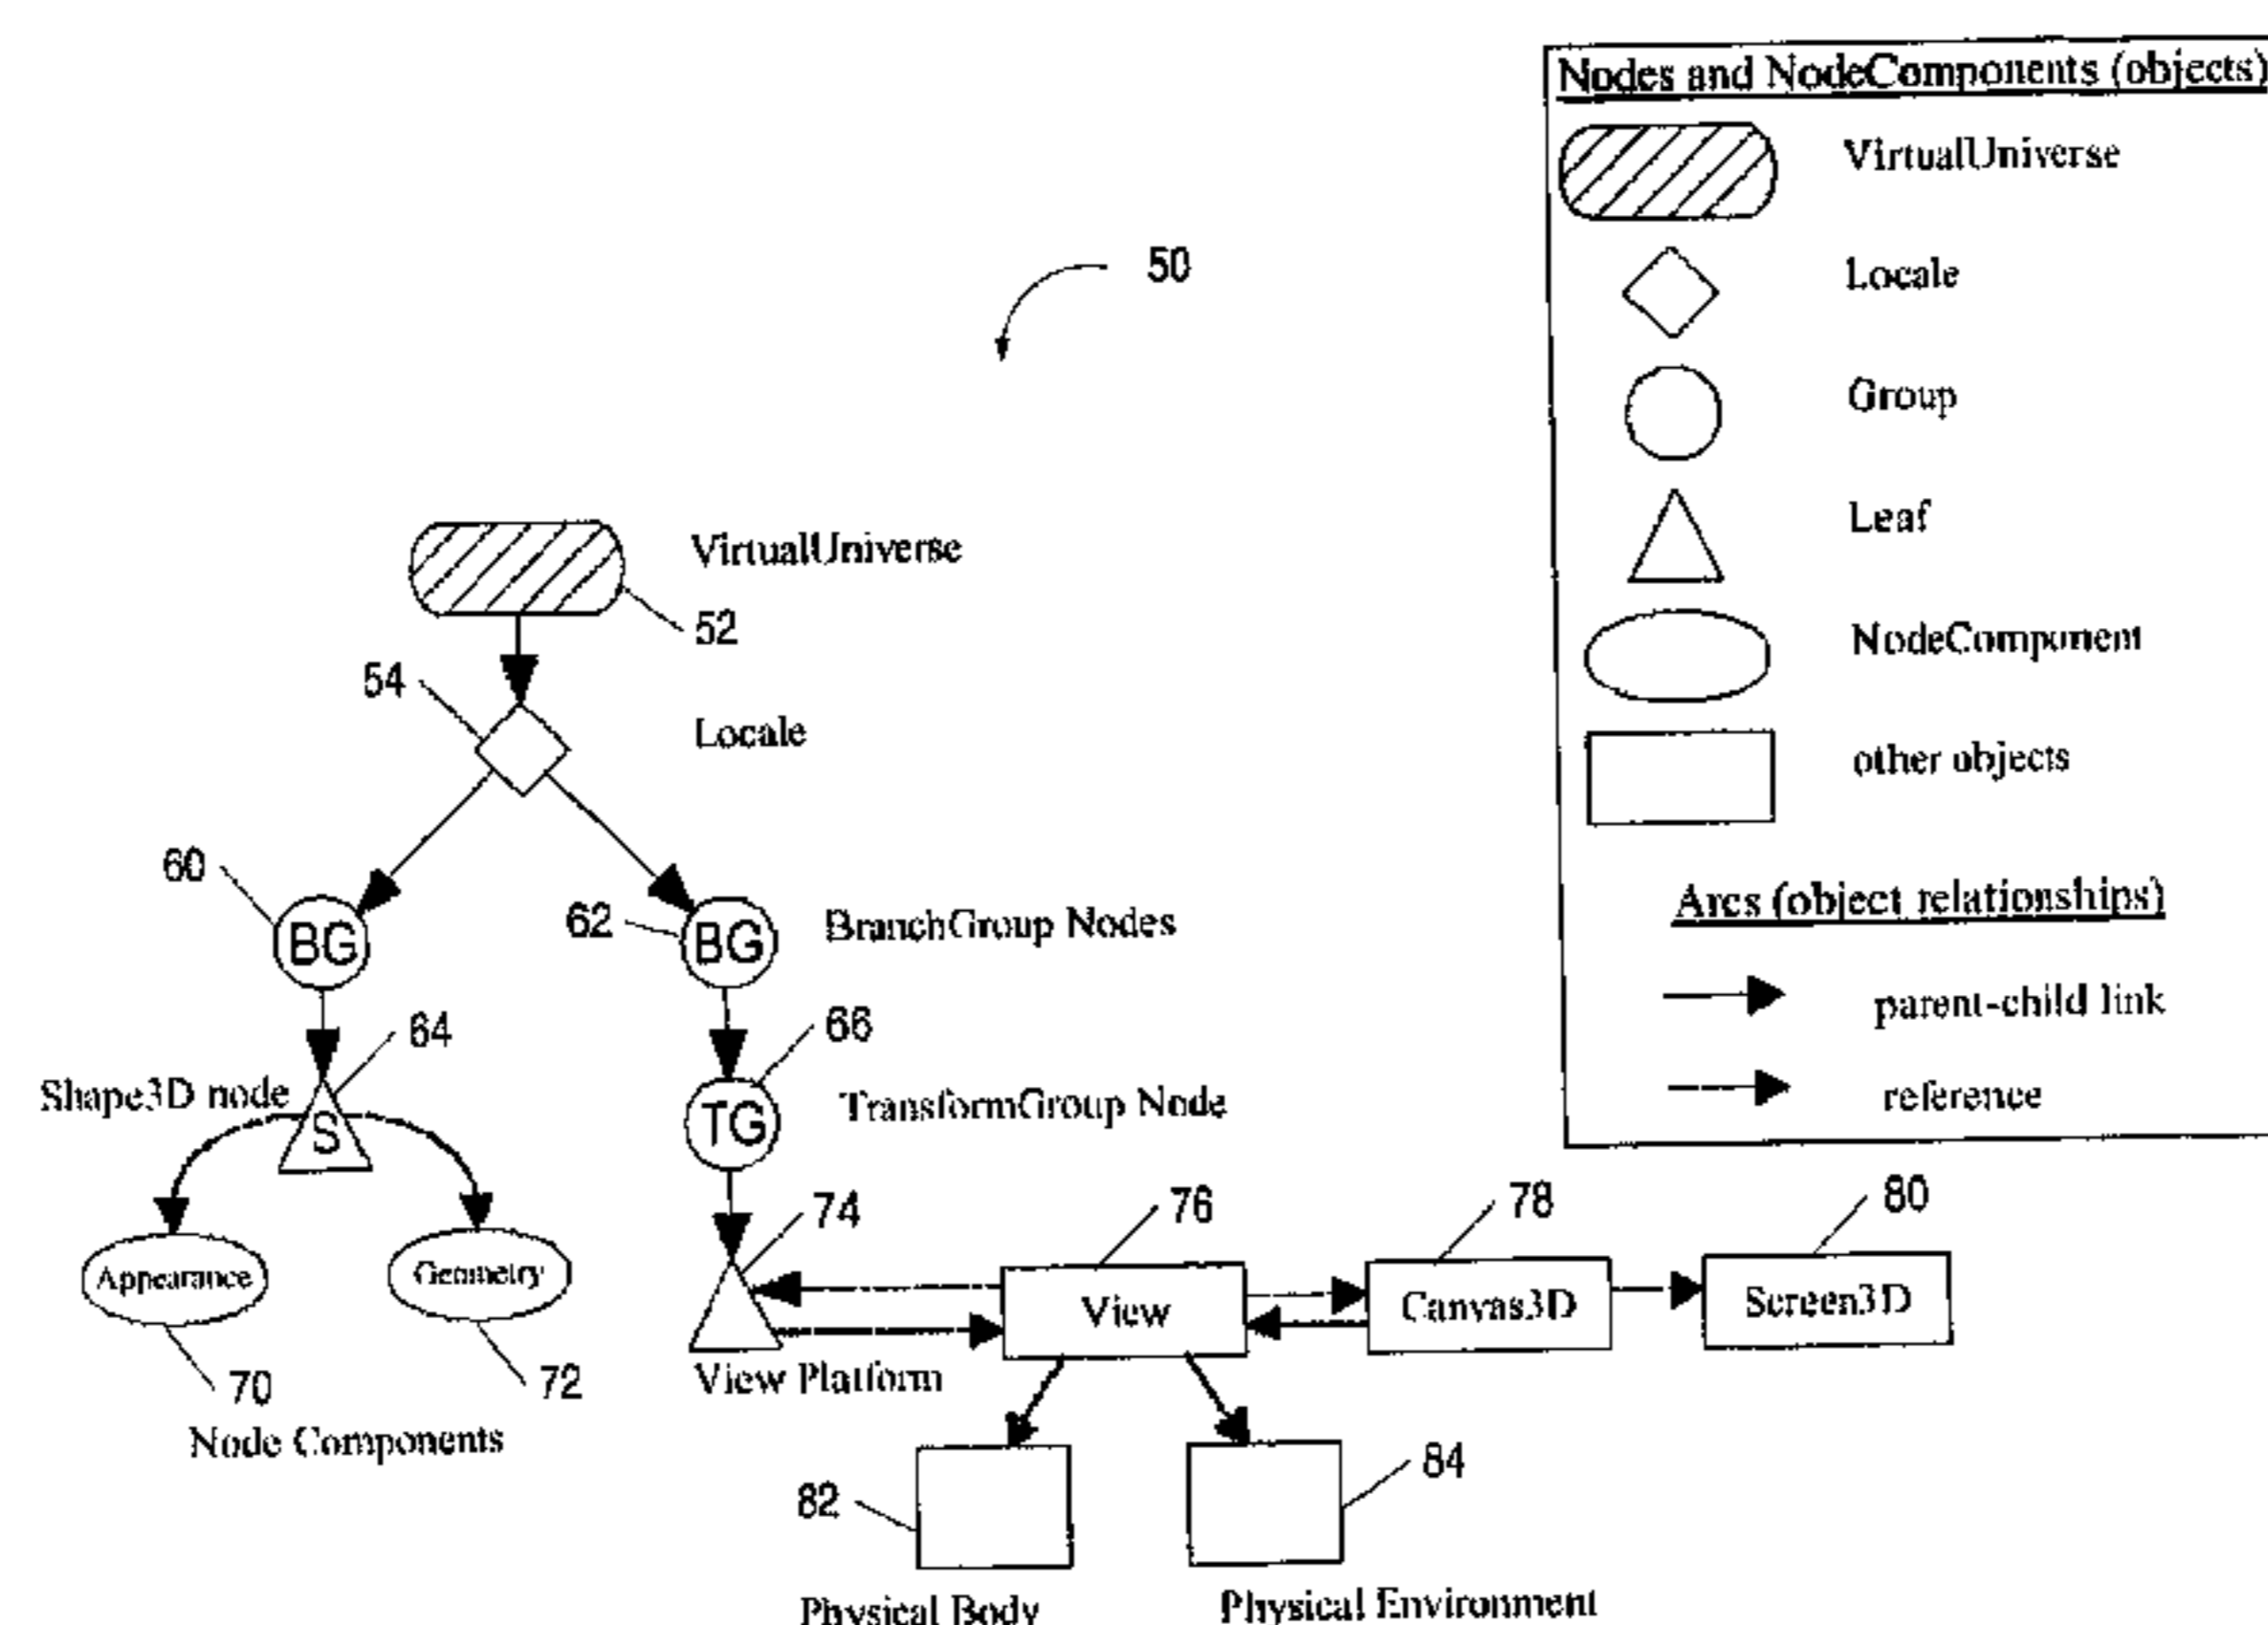 50
VirtualUniverse
52
54
Locale
60
BG
62
BG
BranchGroup Nodes
64
66
Shape3D node
S
TG
TransformGroup Node
74
76
78
80
Appearance
Geometry
View
Canvas3D
Screen3D
70
72
View Platform
Node Components
82
84
Physical Body
Physical Environment
Nodes and NodeComponents (objects)
VirtualUniverse
Locale
Group
Leaf
NodeComponent
other objects
Arcs (object relationships)
parent-child link
reference